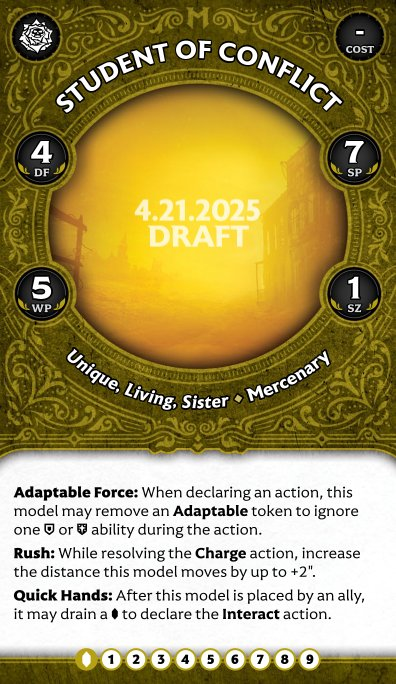 M
-
COST
STUDENT OF CONFLICT
4
DF
7
SP
4.21.2025
DRAFT
5
WP
1
SZ
Unique, Living, Sister ♦ Mercenary
Adaptable Force: When declaring an action, this
model may remove an Adaptable token to ignore
one or ability during the action.
Rush: While resolving the Charge action, increase
the distance this model moves by up to +2".
Quick Hands: After this model is placed by an ally,
it may drain a to declare the Interact action.
1 2 3 4 5 6 7 8 9